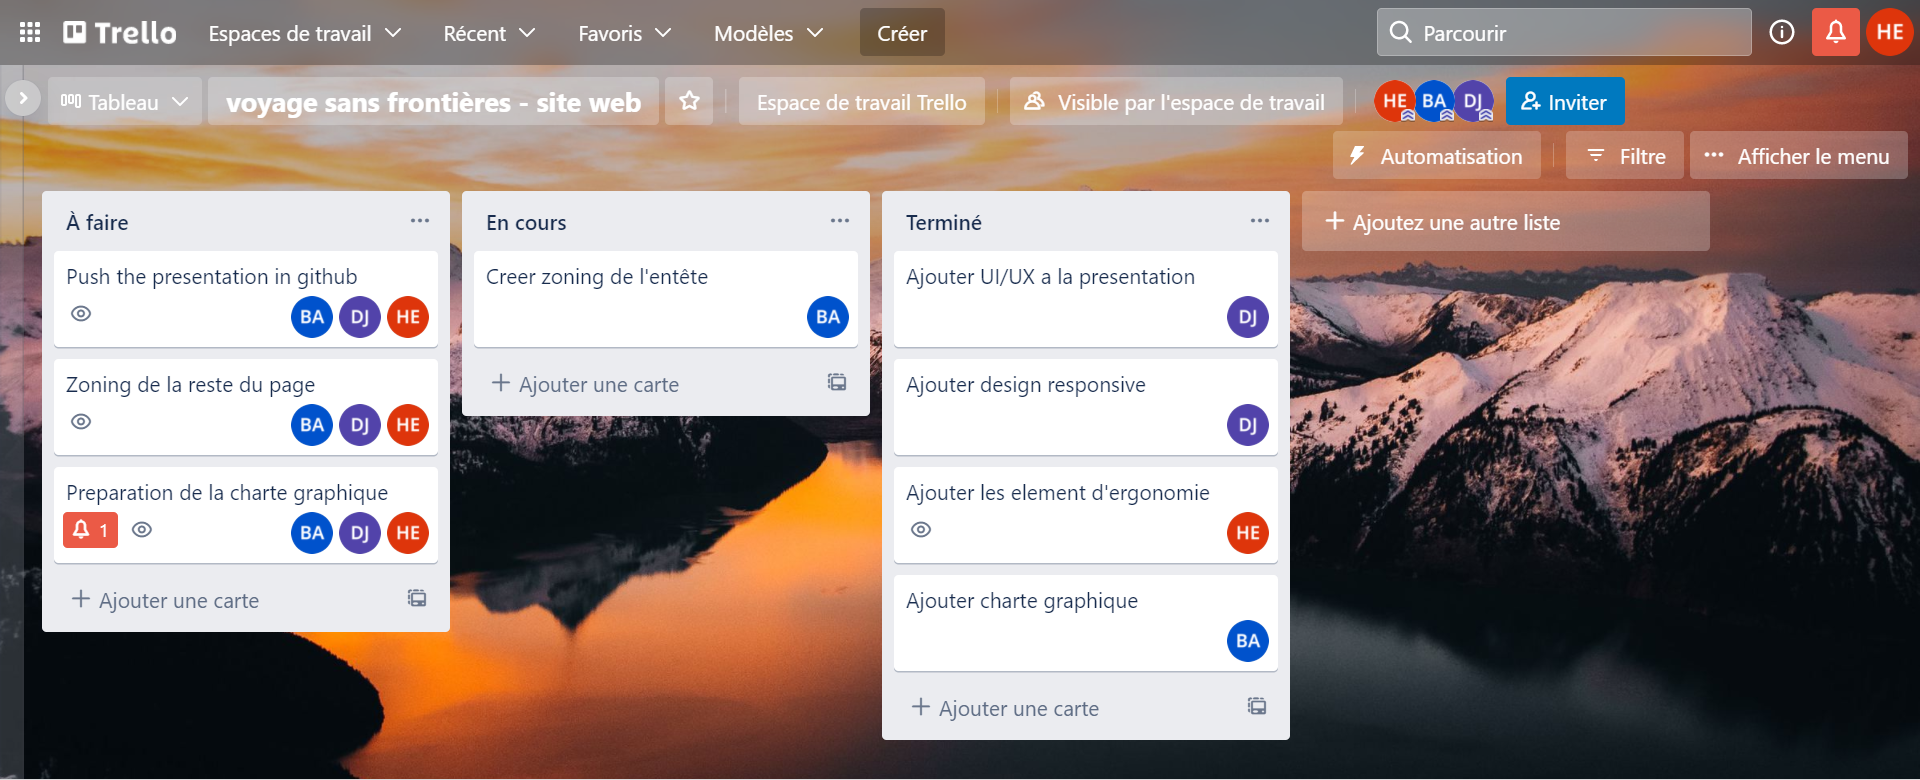 Trello
Espaces de travail
Récent
Favoris
Modèles
Créer
Parcourir
HE
Tableau
voyage sans frontières - site web
Espace de travail Trello
Visible par l'espace de travail
HE
BA
DJ
Inviter
Automatisation
Filtre
Afficher le menu
À faire
Push the presentation in github
BA
DJ
HE
Zoning de la reste du page
BA
DJ
HE
Preparation de la charte graphique
1
BA
DJ
HE
Ajouter une carte
En cours
Creer zoning de l'entête
BA
Ajouter une carte
Terminé
Ajouter UI/UX a la presentation
DJ
Ajouter design responsive
DJ
Ajouter les element d'ergonomie
HE
Ajouter charte graphique
BA
Ajouter une carte
Ajoutez une autre liste